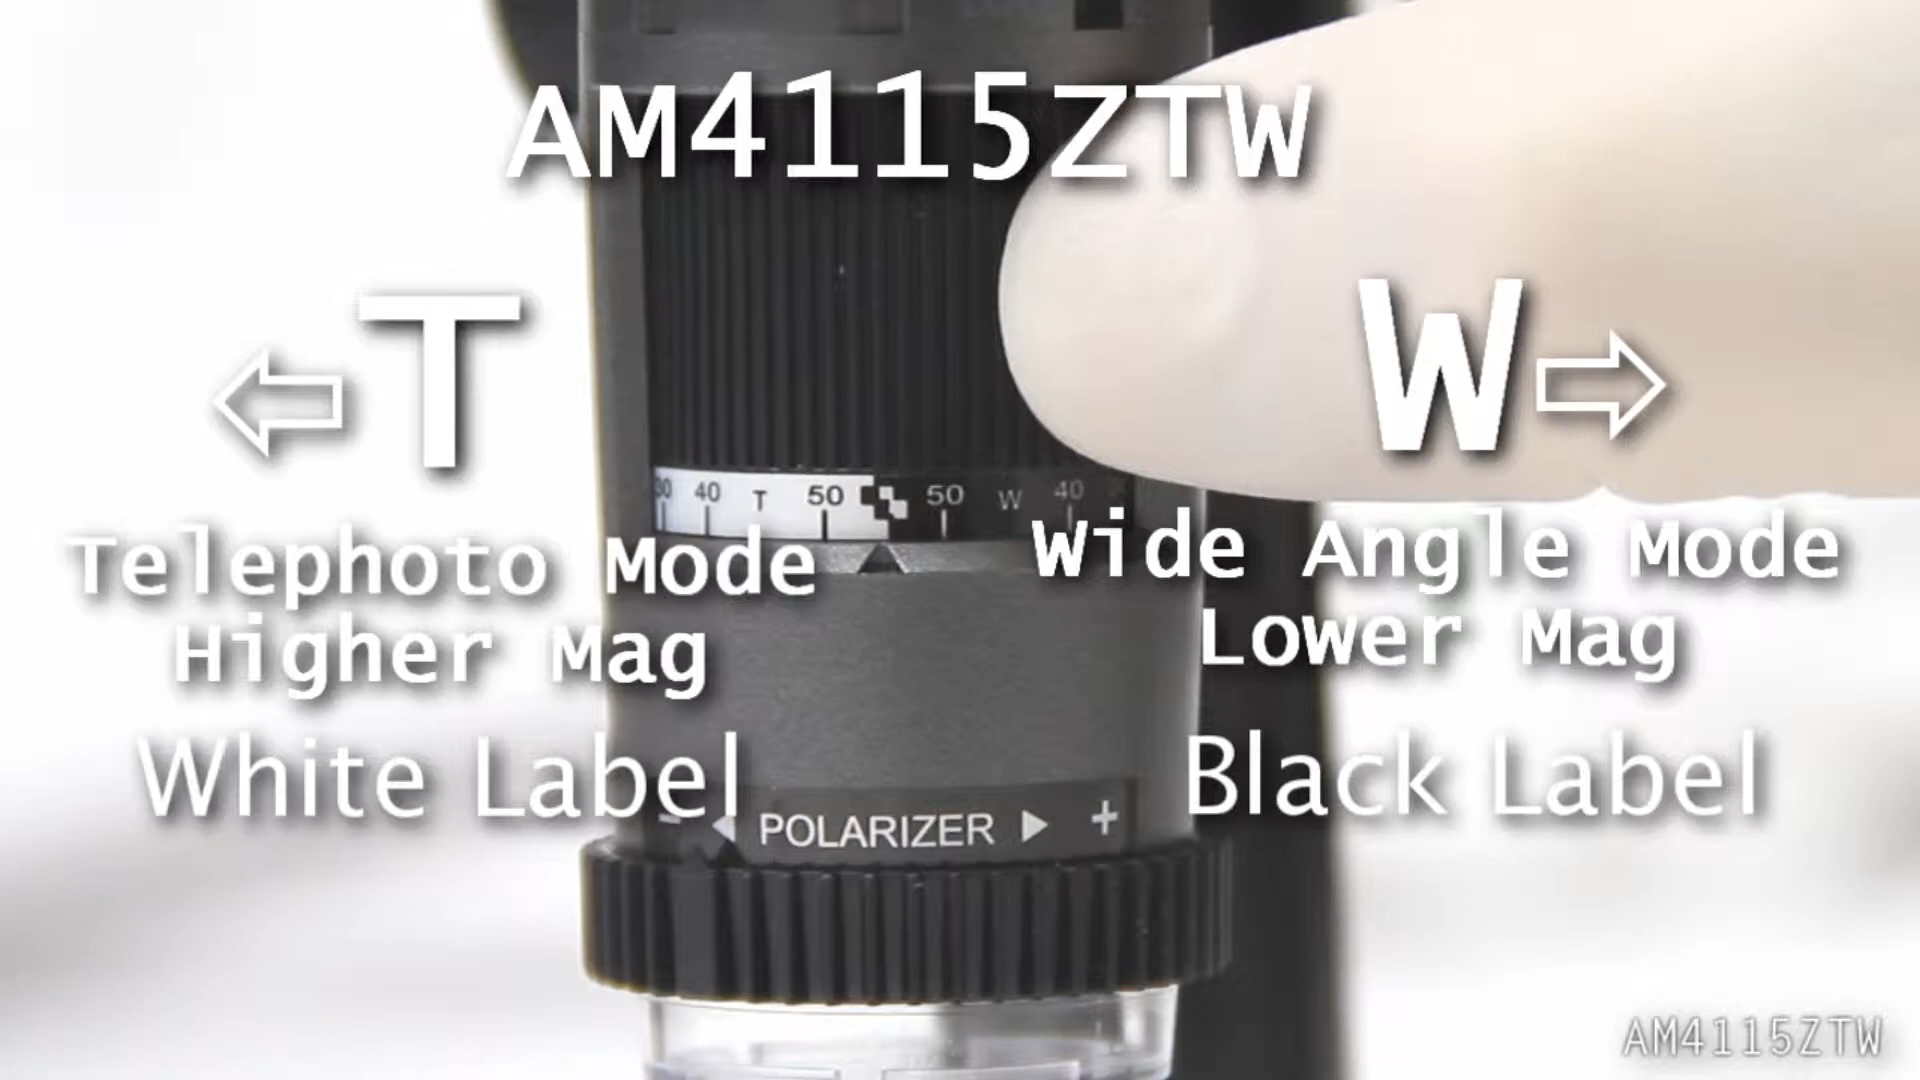 AM4115ZTW
T
W
40 T 50 50 W 40
Telephoto Mode
Higher Mag
White Label
Wide Angle Mode
Lower Mag
Black Label
- ◀ POLARIZER ▶ +
AM4115ZTW